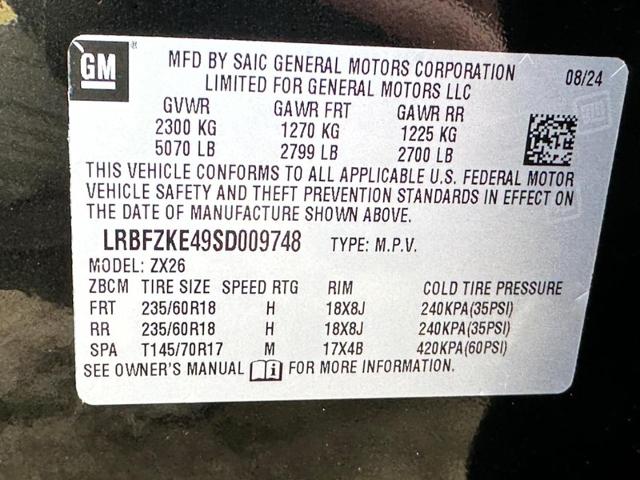 GM
MFD BY SAIC GENERAL MOTORS CORPORATION
LIMITED FOR GENERAL MOTORS LLC
08/24
GVWR GAWR FRT GAWR RR
2300 KG 1270 KG 1225 KG
5070 LB 2799 LB 2700 LB
THIS VEHICLE CONFORMS TO ALL APPLICABLE U.S. FEDERAL MOTOR
VEHICLE SAFETY AND THEFT PREVENTION STANDARDS IN EFFECT ON
THE DATE OF MANUFACTURE SHOWN ABOVE.
LRBFZKE49SD009748 TYPE: M.P.V.
MODEL: ZX26
ZBCM TIRE SIZE SPEED RTG RIM COLD TIRE PRESSURE
FRT 235/60R18 H 18X8J 240KPA(35PSI)
RR 235/60R18 H 18X8J 240KPA(35PSI)
SPA T145/70R17 M 17X4B 420KPA(60PSI)
SEE OWNER'S MANUAL FOR MORE INFORMATION.